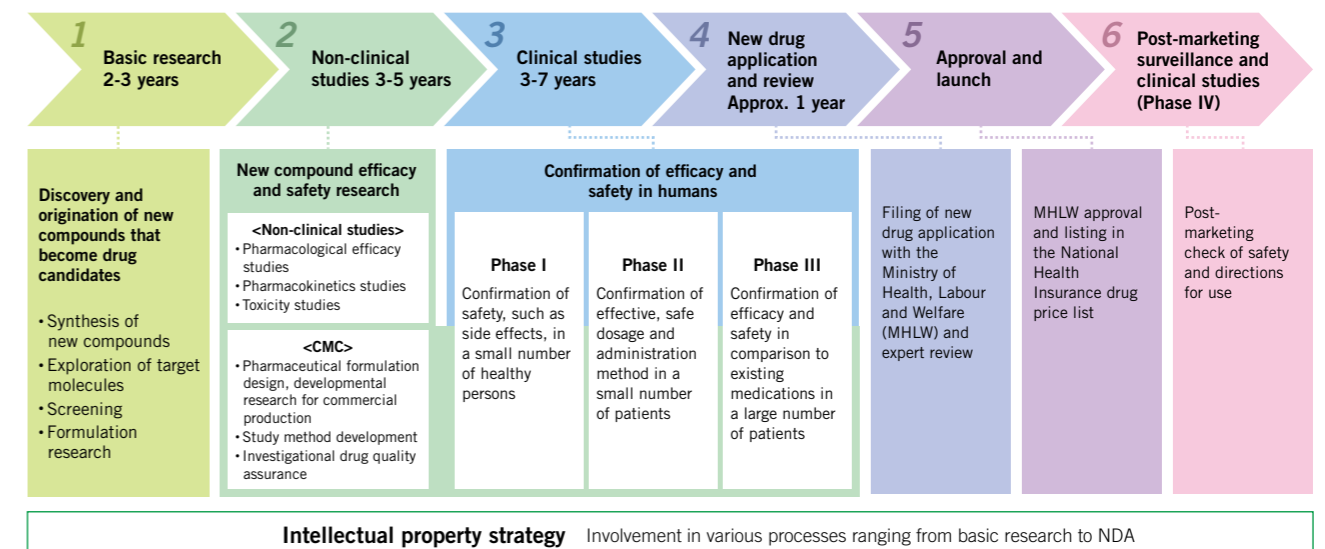 1
Basic research
2-3 years
2
Non-clinical
studies 3-5 years
3
Clinical studies
3-7 years
4
New drug
application
and review
Approx. 1 year
5
Approval and
launch
6
Post-marketing
surveillance and
clinical studies
(Phase IV)
Discovery and
origination of new
compounds that
become drug
candidates
• Synthesis of
new compounds
• Exploration of target
molecules
• Screening
• Formulation
research
New compound efficacy
and safety research
<Non-clinical studies>
• Pharmacological efficacy
studies
• Pharmacokinetics studies
• Toxicity studies
<CMC>
• Pharmaceutical formulation
design, developmental
research for commercial
production
• Study method development
• Investigational drug quality
assurance
Confirmation of efficacy and
safety in humans
Phase I
Confirmation of
safety, such as
side effects, in
a small number
of healthy
persons
Phase II
Confirmation of
effective, safe
dosage and
administration
method in a
small number
of patients
Phase III
Confirmation of
efficacy and
safety in
comparison to
existing
medications in
a large number
of patients
Filing of new
drug application
with the
Ministry of
Health, Labour
and Welfare
(MHLW) and
expert review
MHLW approval
and listing in
the National
Health
Insurance drug
price list
Post-
marketing
check of safety
and directions
for use
Intellectual property strategy Involvement in various processes ranging from basic research to NDA